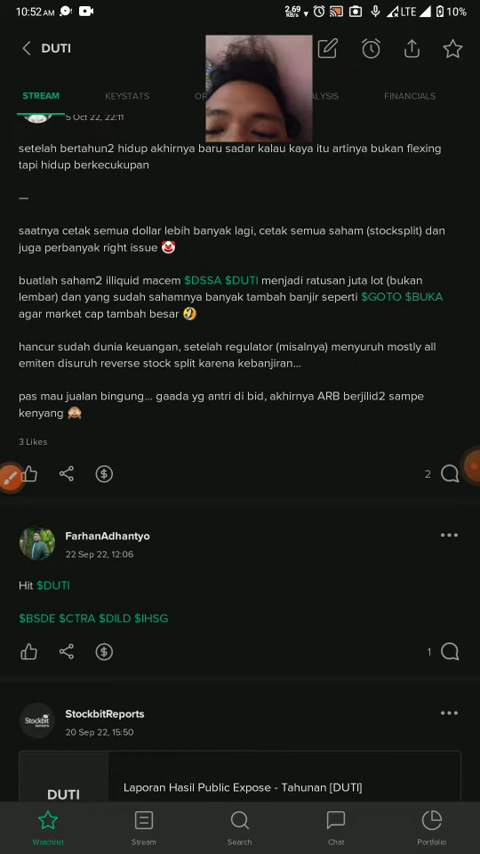 10:52 AM
2,69 KB/s
LTE
10%
DUTI
STREAM
KEYSTATS
ALYSIS
FINANCIALS
5 Oct 22, 22:11
setelah bertahun2 hidup akhirnya baru sadar kalau kaya itu artinya bukan flexing
tapi hidup berkecukupan
—
saatnya cetak semua dollar lebih banyak lagi, cetak semua saham (stocksplit) dan
juga perbanyak right issue 🤡
buatlah saham2 illiquid macem $DSSA $DUTI menjadi ratusan juta lot (bukan
lembar) dan yang sudah sahamnya banyak tambah banjir seperti $GOTO $BUKA
agar market cap tambah besar 🤣
hancur sudah dunia keuangan, setelah regulator (misalnya) menyuruh mostly all
emiten disuruh reverse stock split karena kebanjiran...
pas mau jualan bingung... gaada yg antri di bid, akhirnya ARB berjilid2 sampe
kenyang 🙈
3 Likes
2
FarhanAdhantyo
22 Sep 22, 12:06
Hit $DUTI
$BSDE $CTRA $DILD $IHSG
1
Stockbit
StockbitReports
20 Sep 22, 15:50
DUTI
Laporan Hasil Public Expose - Tahunan [DUTI]
Watchlist
Stream
Search
Chat
Portfolio